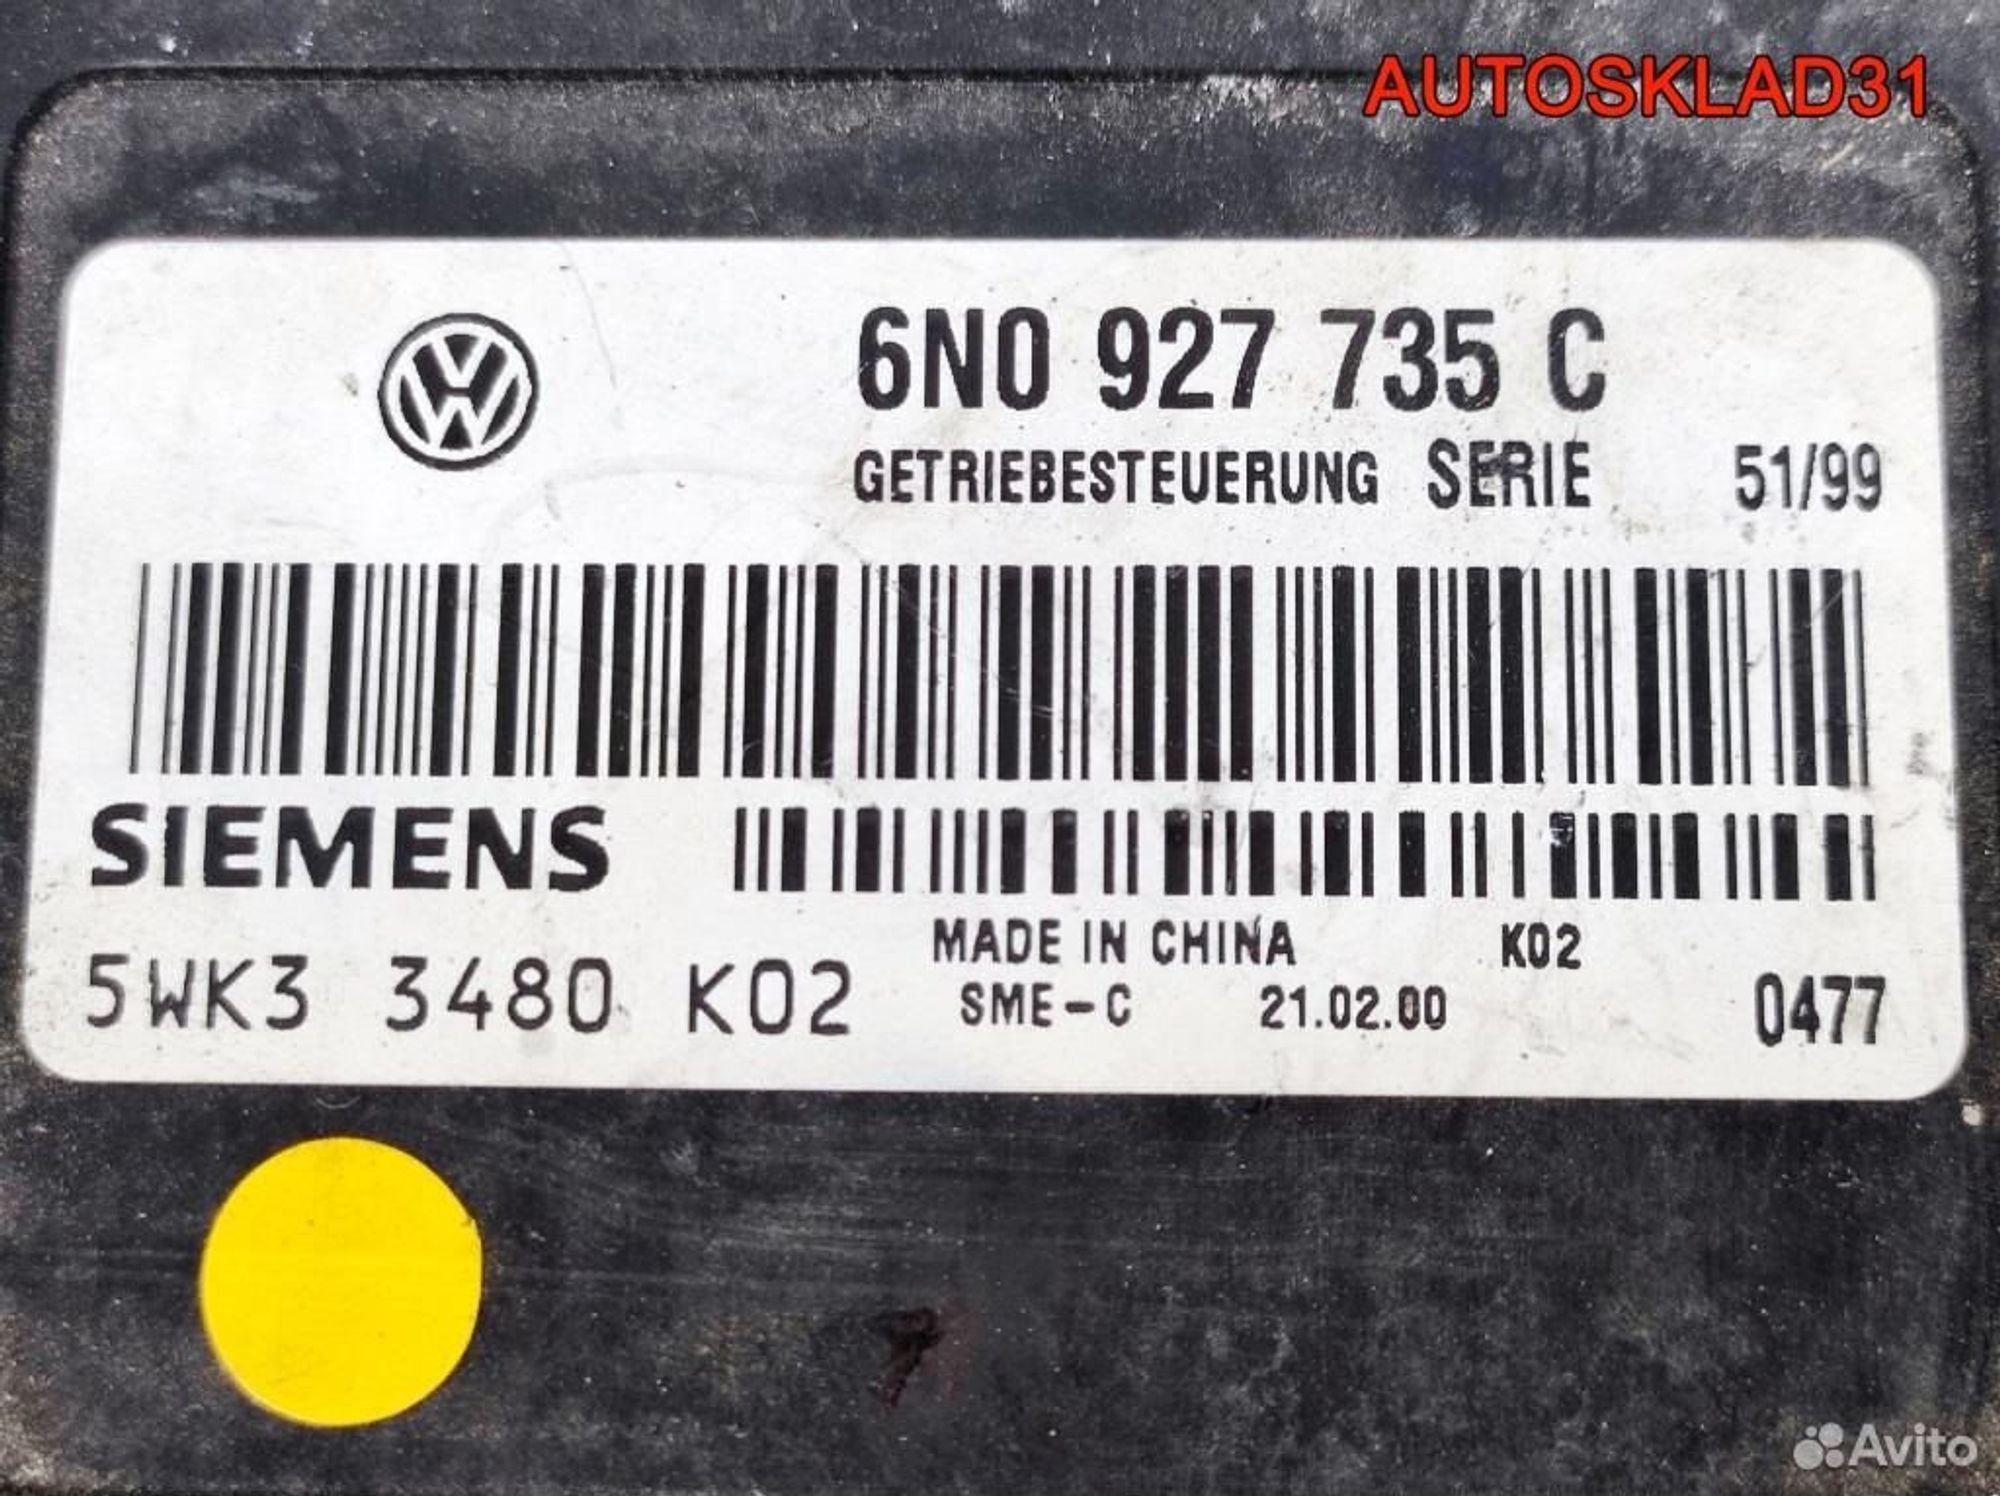 AUTOSKLAD31
6N0 927 735 C
GETRIEBESTEUERUNG SERIE 51/99
SIEMENS
MADE IN CHINA K02
5WK3 3480 K02
SME-C 21.02.00 0477
Avito